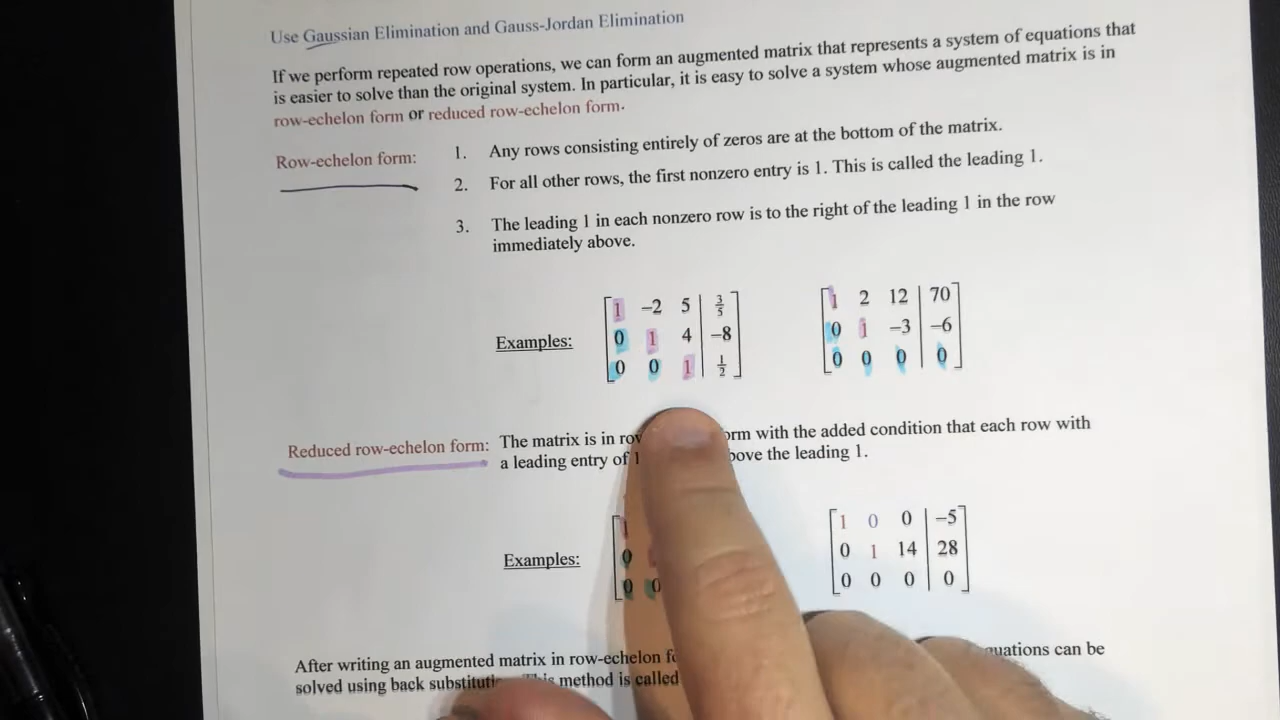 Use Gaussian Elimination and Gauss-Jordan Elimination
If we perform repeated row operations, we can form an augmented matrix that represents a system of equations that
is easier to solve than the original system. In particular, it is easy to solve a system whose augmented matrix is in
row-echelon form or reduced row-echelon form.
Row-echelon form: 1. Any rows consisting entirely of zeros are at the bottom of the matrix.
2. For all other rows, the first nonzero entry is 1. This is called the leading 1.
3. The leading 1 in each nonzero row is to the right of the leading 1 in the row
immediately above.
Examples:
1 −2 5 | 3/5
0 1 4 | −8
0 0 1 | 1/2
1 2 12 | 70
0 1 −3 | −6
0 0 0 | 0
Reduced row-echelon form: The matrix is in form with the added condition that each row with
a leading entry of 1 above the leading 1.
Examples:
1
0
0 0
1 0 0 | −5
0 1 14 | 28
0 0 0 | 0
After writing an augmented matrix in row-echelon equations can be
solved using back This method is called